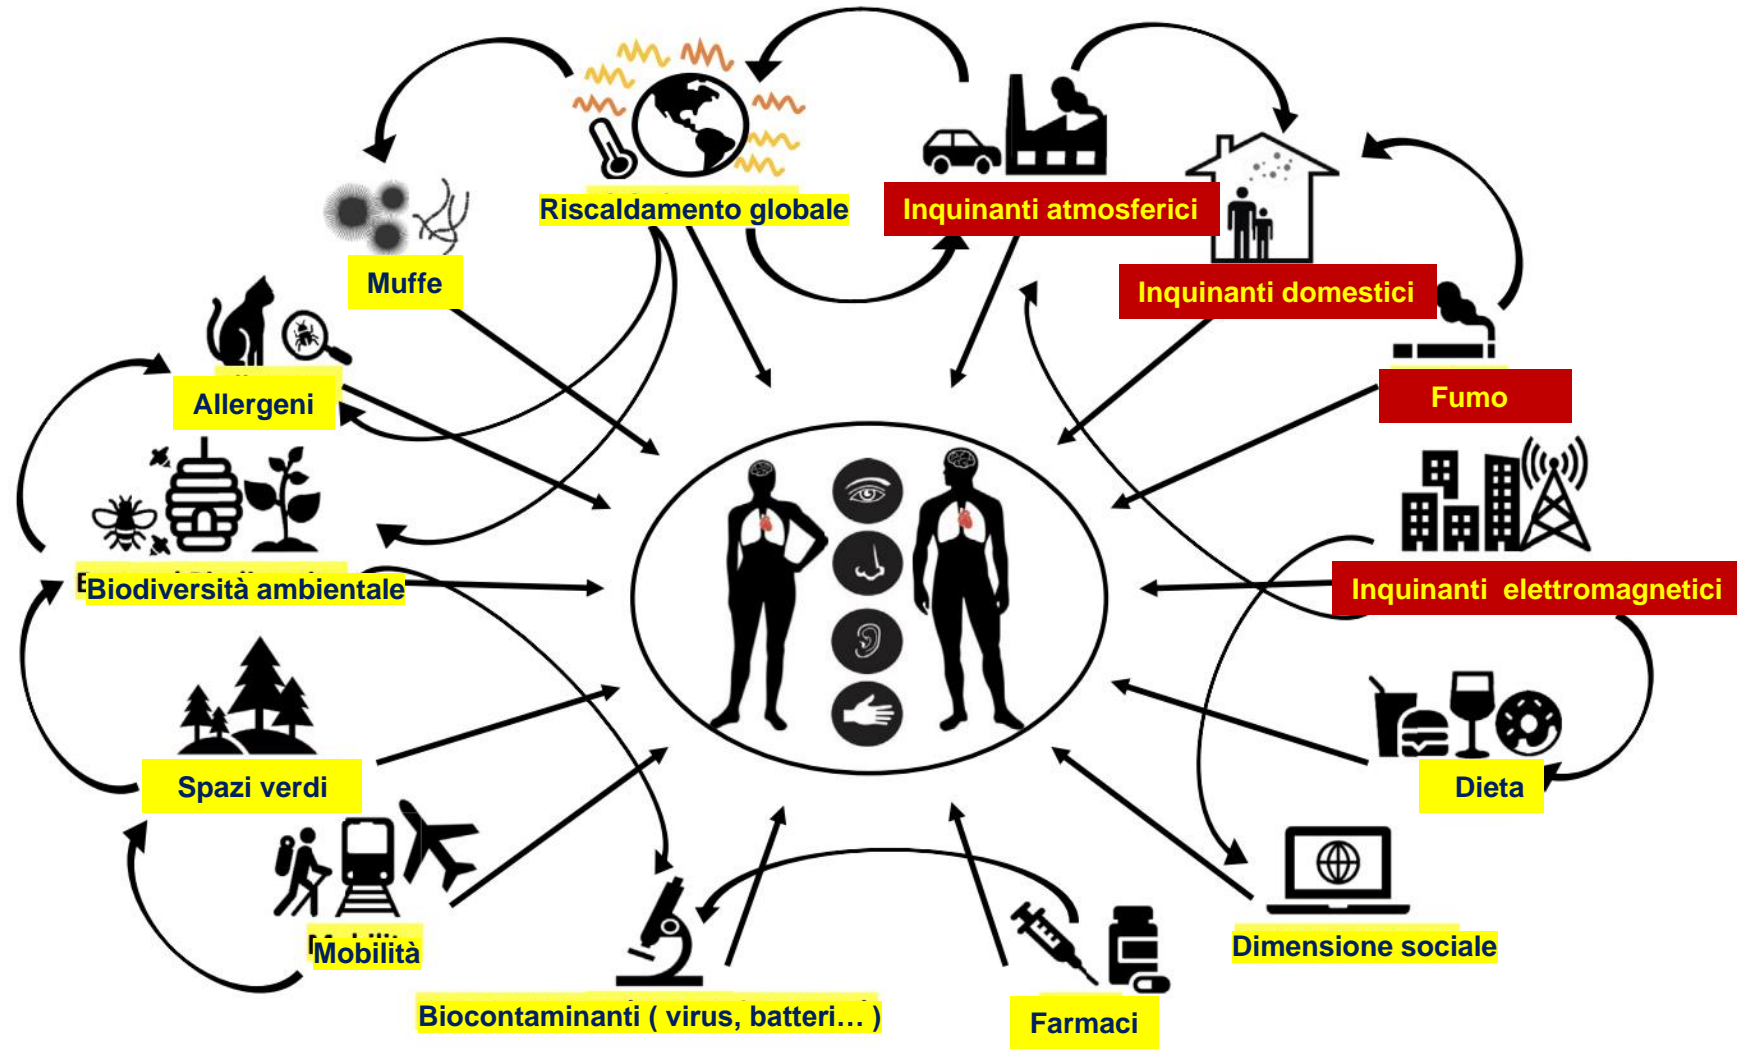 Riscaldamento globale
Inquinanti atmosferici
Muffe
Inquinanti domestici
Allergeni
Fumo
Biodiversità ambientale
Inquinanti elettromagnetici
Spazi verdi
Dieta
Mobilità
Dimensione sociale
Biocontaminanti ( virus, batteri… )
Farmaci